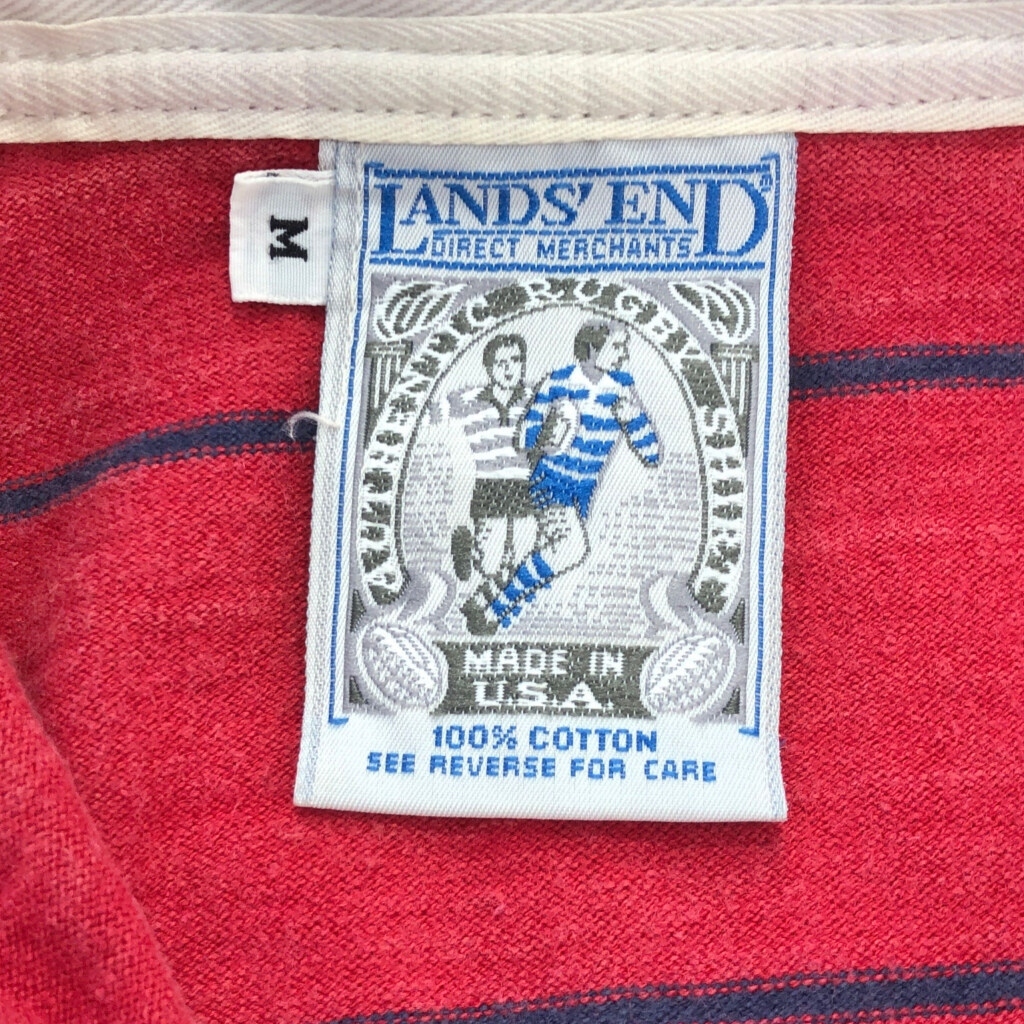 LANDS' END®
DIRECT MERCHANTS
M
AUTHENTIC RUGBY SHIRT
MADE IN
U.S.A.
100% COTTON
SEE REVERSE FOR CARE